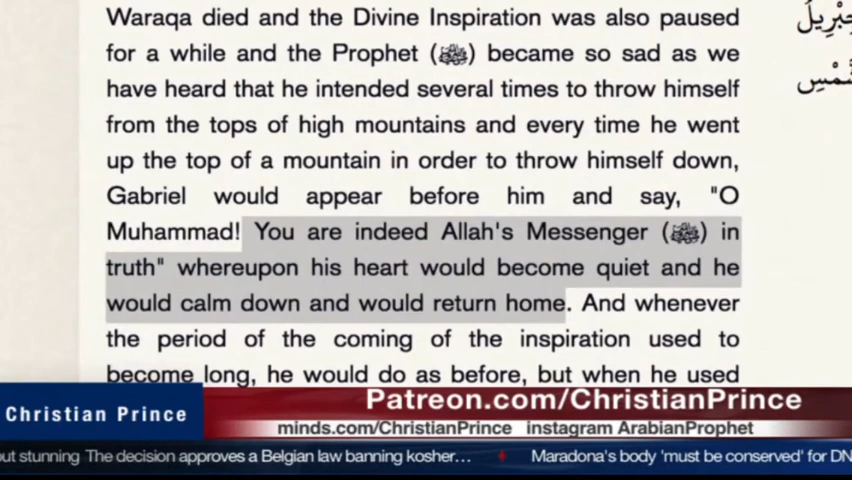 Waraqa died and the Divine Inspiration was also paused
for a while and the Prophet (ﷺ) became so sad as we
have heard that he intended several times to throw himself
from the tops of high mountains and every time he went
up the top of a mountain in order to throw himself down,
Gabriel would appear before him and say, "O
Muhammad! You are indeed Allah's Messenger (ﷺ) in
truth" whereupon his heart would become quiet and he
would calm down and would return home. And whenever
the period of the coming of the inspiration used to
become long, he would do as before, but when he used
Christian Prince
Patreon.com/ChristianPrince
minds.com/ChristianPrince instagram ArabianProphet
stunning The decision approves a Belgian law banning kosher… Maradona's body 'must be conserved' for